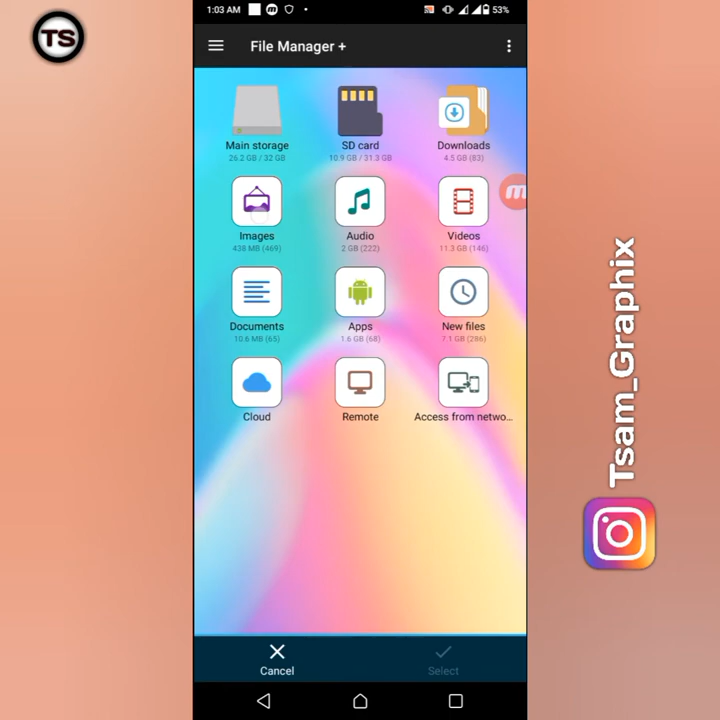 TS
1:03 AM
53%
File Manager +
Main storage
26.2 GB / 32 GB
SD card
10.9 GB / 31.3 GB
Downloads
4.5 GB (83)
Images
438 MB (469)
Audio
2 GB (222)
Videos
11.3 GB (146)
Documents
10.6 MB (65)
Apps
1.6 GB (68)
New files
7.1 GB (286)
Cloud
Remote
Access from netwo...
Cancel
Select
Tsam_Graphix